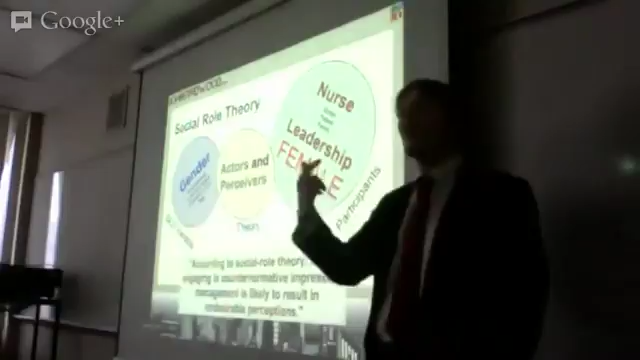 Google+
Social Role Theory
Nurse
Leadership
FEMALE
Gender
Actors and
Perceivers
Theory
Participants
"According to social-role theory
engaging in counternormative impression
management is likely to result in
undesirable perceptions."